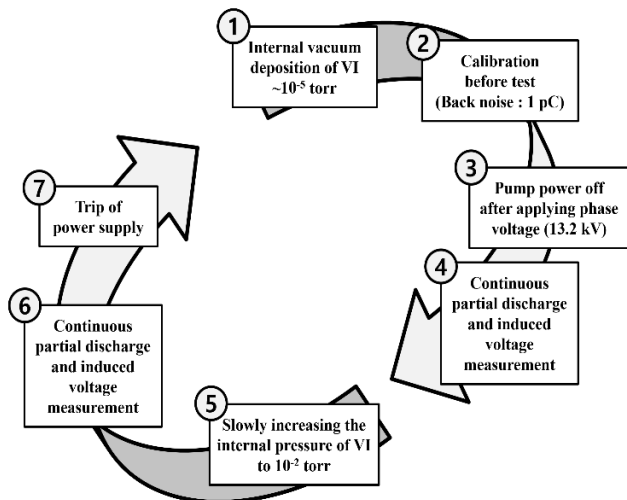 1
Internal vacuum
deposition of VI
~10⁻⁵ torr
2
Calibration
before test
(Back noise : 1 pC)
3
Pump power off
after applying phase
voltage (13.2 kV)
4
Continuous
partial discharge
and induced
voltage
measurement
5
Slowly increasing the
internal pressure of VI
to 10⁻² torr
6
Continuous
partial discharge
and induced
voltage
measurement
7
Trip of
power supply